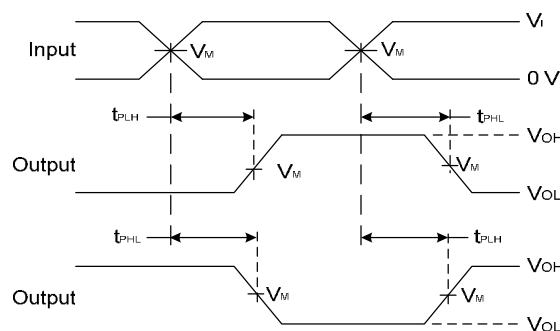 VI
Input VM VM
0 V
tPLH tPHL
VOH
Output VM VM
VOL
tPHL tPLH
VOH
Output VM VM
VOL